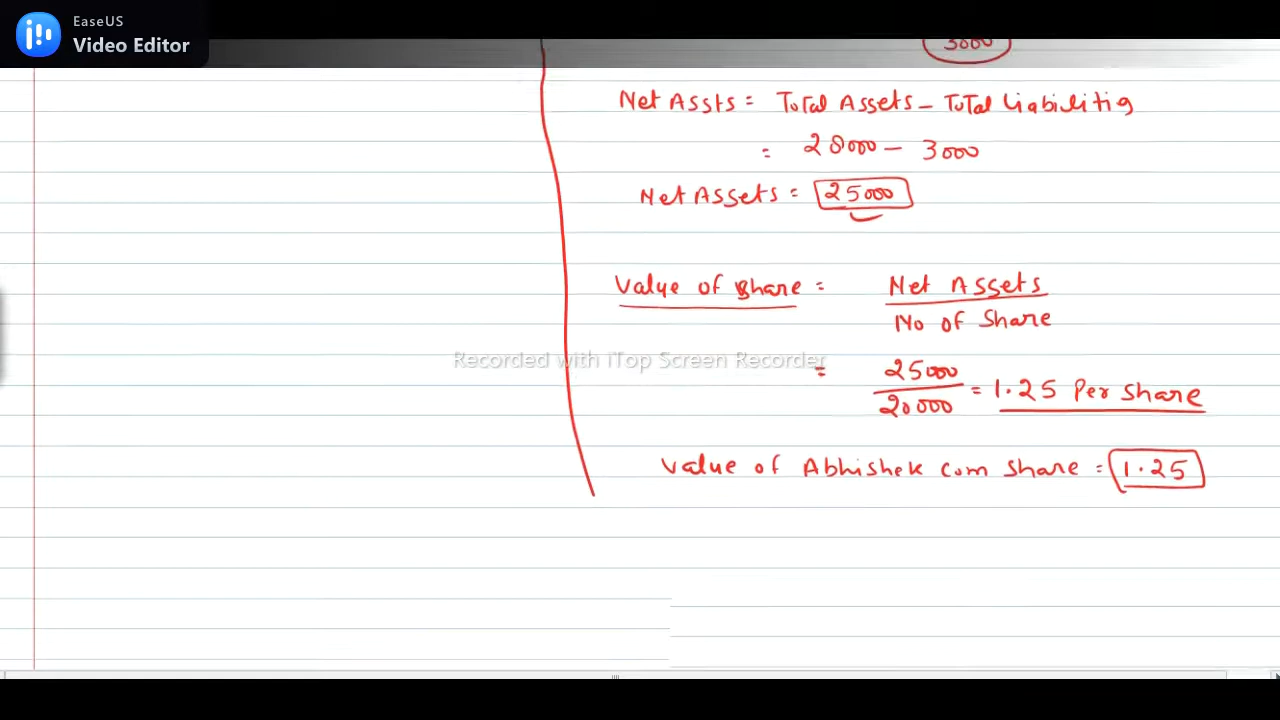 EaseUS
Video Editor
3000
Net Assts = Total Assets - Total Liabilitis
= 28000 - 3000
Net Assets = 25000
Value of share = Net Assets
No of Share
Recorded with iTop Screen Recorder
= 25000
20000 = 1.25 Per share
Value of Abhishek com share = 1.25